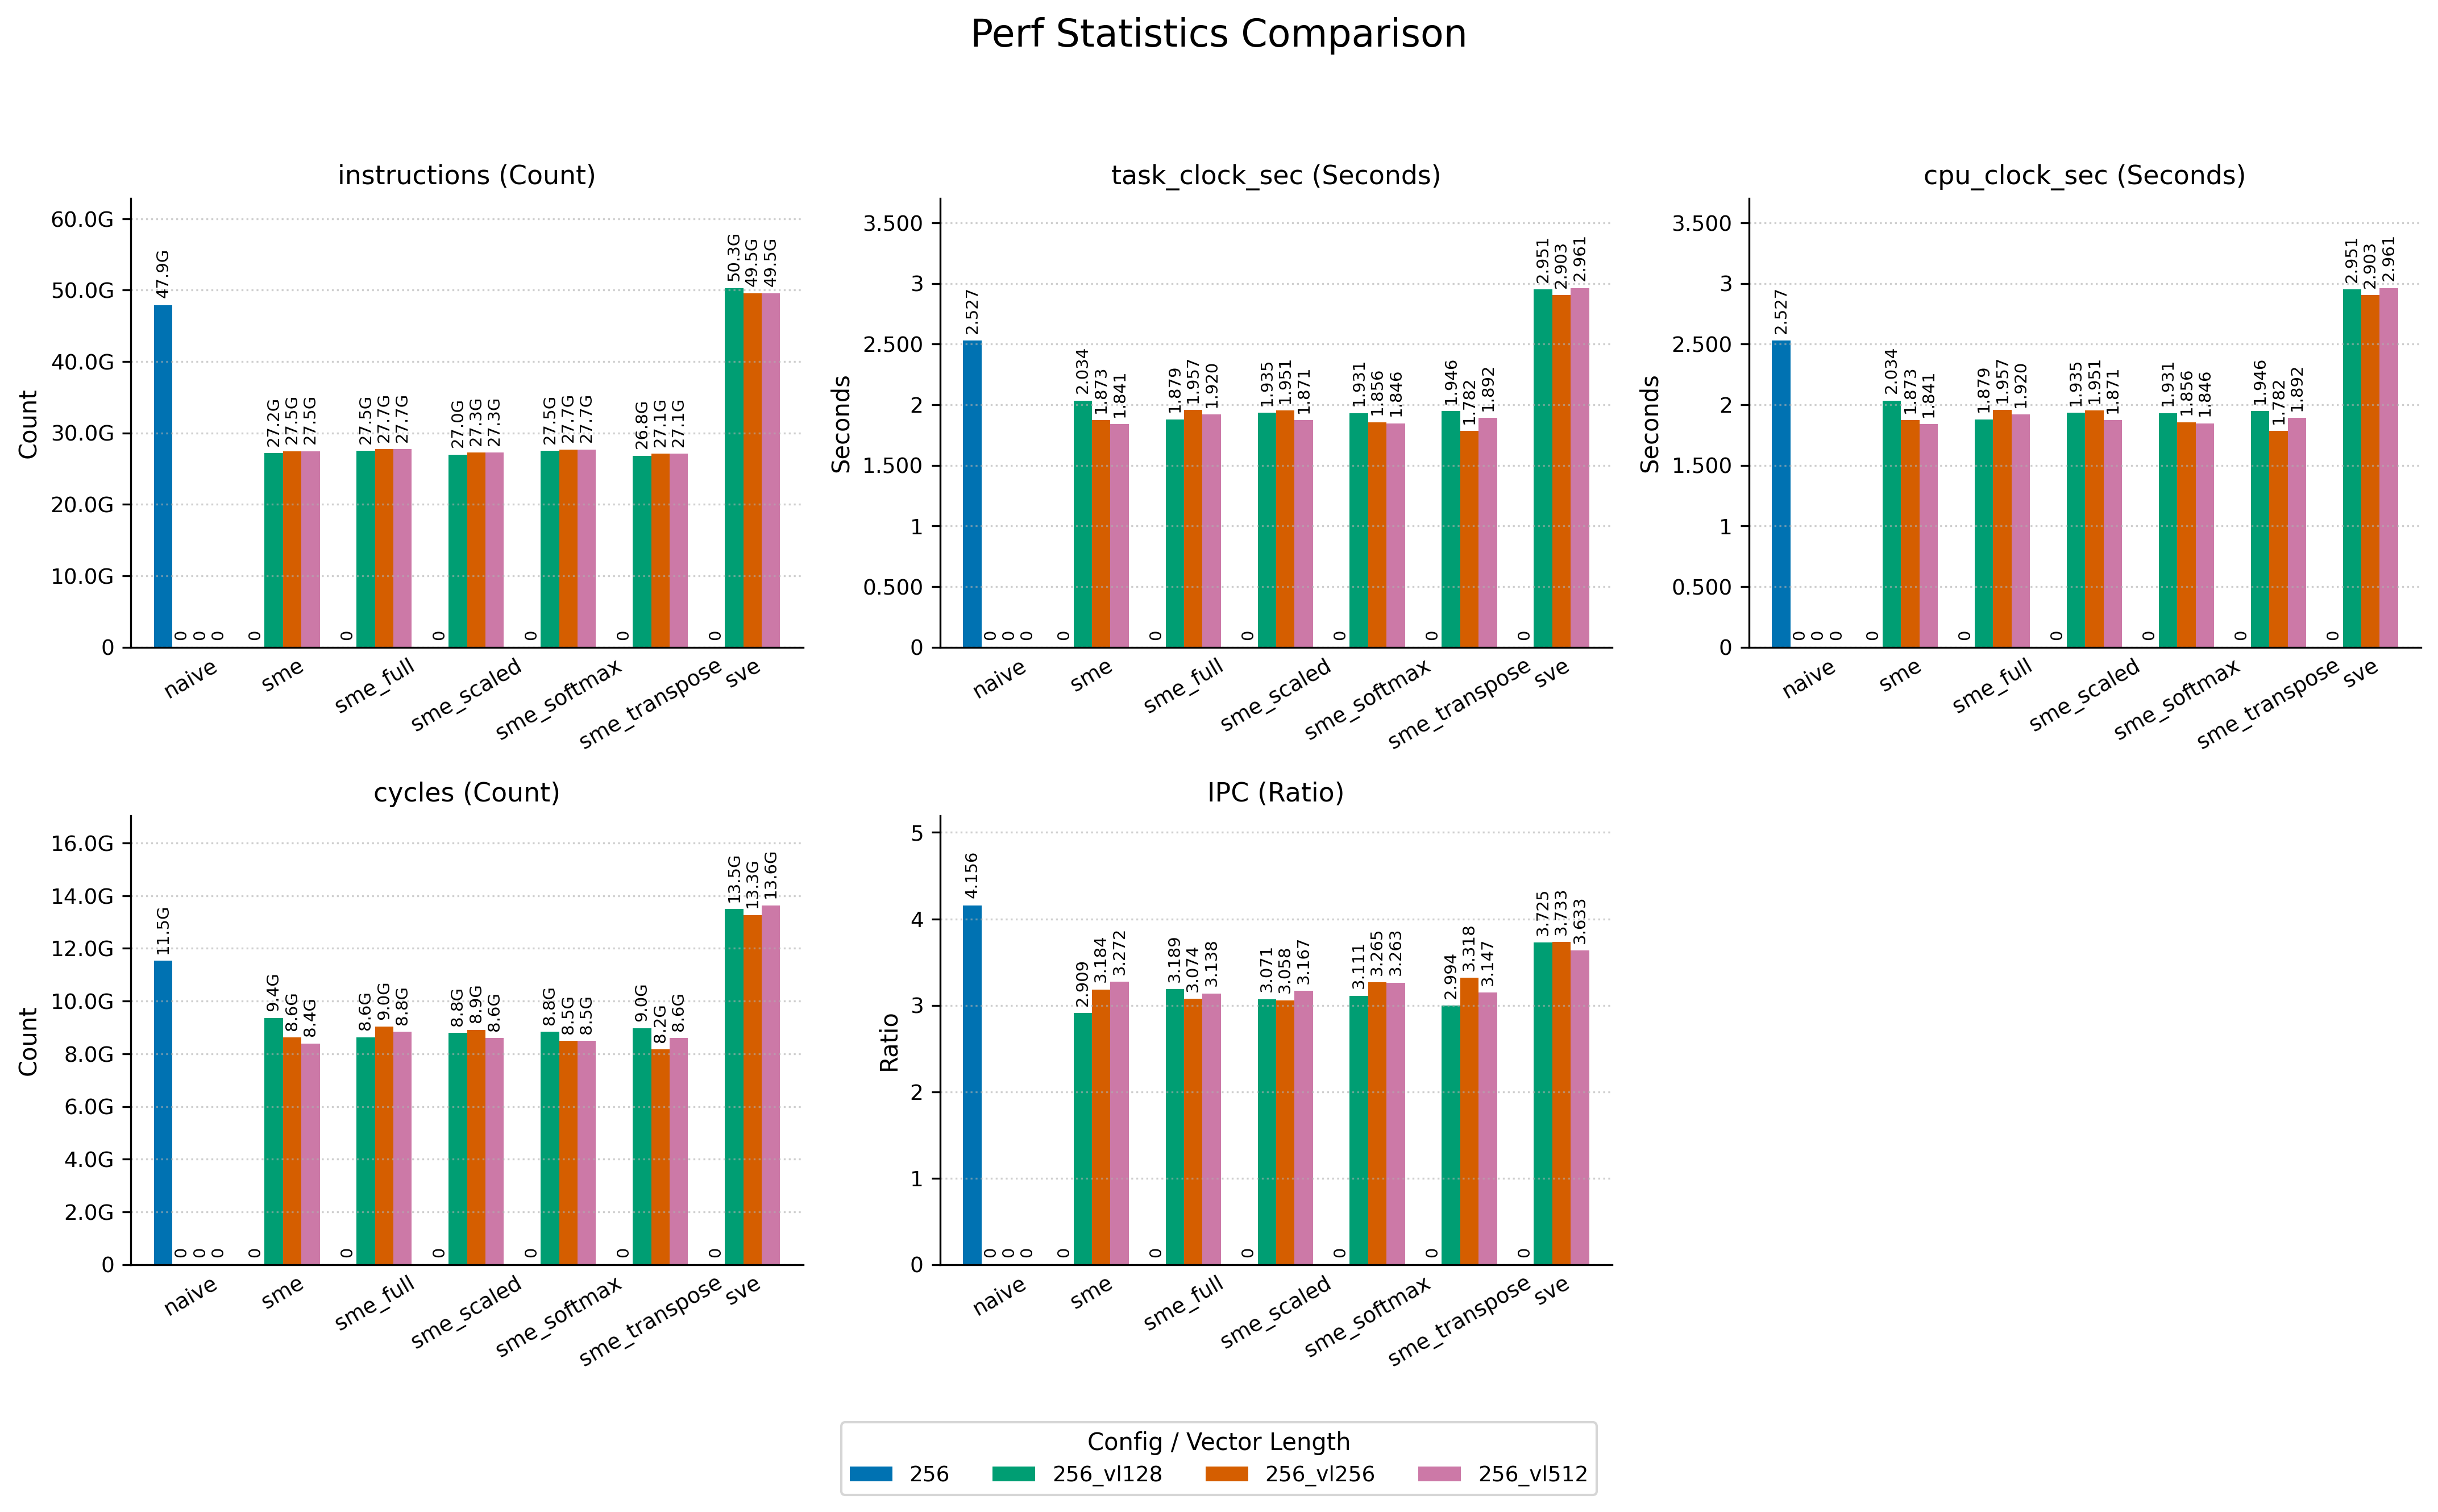 Perf Statistics Comparison
instructions (Count)
Count
60.0G
50.0G
40.0G
30.0G
20.0G
10.0G
0
47.9G 0 0 0
0 27.2G 27.5G 27.5G
0 27.5G 27.7G 27.7G
0 27.0G 27.3G 27.3G
0 27.5G 27.7G 27.7G
0 26.8G 27.1G 27.1G
0 50.3G 49.5G 49.5G
naive sme sme_full sme_scaled sme_softmax sme_transpose sve
task_clock_sec (Seconds)
Seconds
3.500
3
2.500
2
1.500
1
0.500
0
2.527 0 0 0
0 2.034 1.873 1.841
0 1.879 1.957 1.920
0 1.935 1.951 1.871
0 1.931 1.856 1.846
0 1.946 1.782 1.892
0 2.951 2.903 2.961
naive sme sme_full sme_scaled sme_softmax sme_transpose sve
cpu_clock_sec (Seconds)
Seconds
3.500
3
2.500
2
1.500
1
0.500
0
2.527 0 0 0
0 2.034 1.873 1.841
0 1.879 1.957 1.920
0 1.935 1.951 1.871
0 1.931 1.856 1.846
0 1.946 1.782 1.892
0 2.951 2.903 2.961
naive sme sme_full sme_scaled sme_softmax sme_transpose sve
cycles (Count)
Count
16.0G
14.0G
12.0G
10.0G
8.0G
6.0G
4.0G
2.0G
0
11.5G 0 0 0
0 9.4G 8.6G 8.4G
0 8.6G 9.0G 8.8G
0 8.8G 8.9G 8.6G
0 8.8G 8.5G 8.5G
0 9.0G 8.2G 8.6G
0 13.5G 13.3G 13.6G
naive sme sme_full sme_scaled sme_softmax sme_transpose sve
IPC (Ratio)
Ratio
5
4
3
2
1
0
4.156 0 0 0
0 2.909 3.184 3.272
0 3.189 3.074 3.138
0 3.071 3.058 3.167
0 3.111 3.265 3.263
0 2.994 3.318 3.147
0 3.725 3.733 3.633
naive sme sme_full sme_scaled sme_softmax sme_transpose sve
Config / Vector Length
256 256_vl128 256_vl256 256_vl512